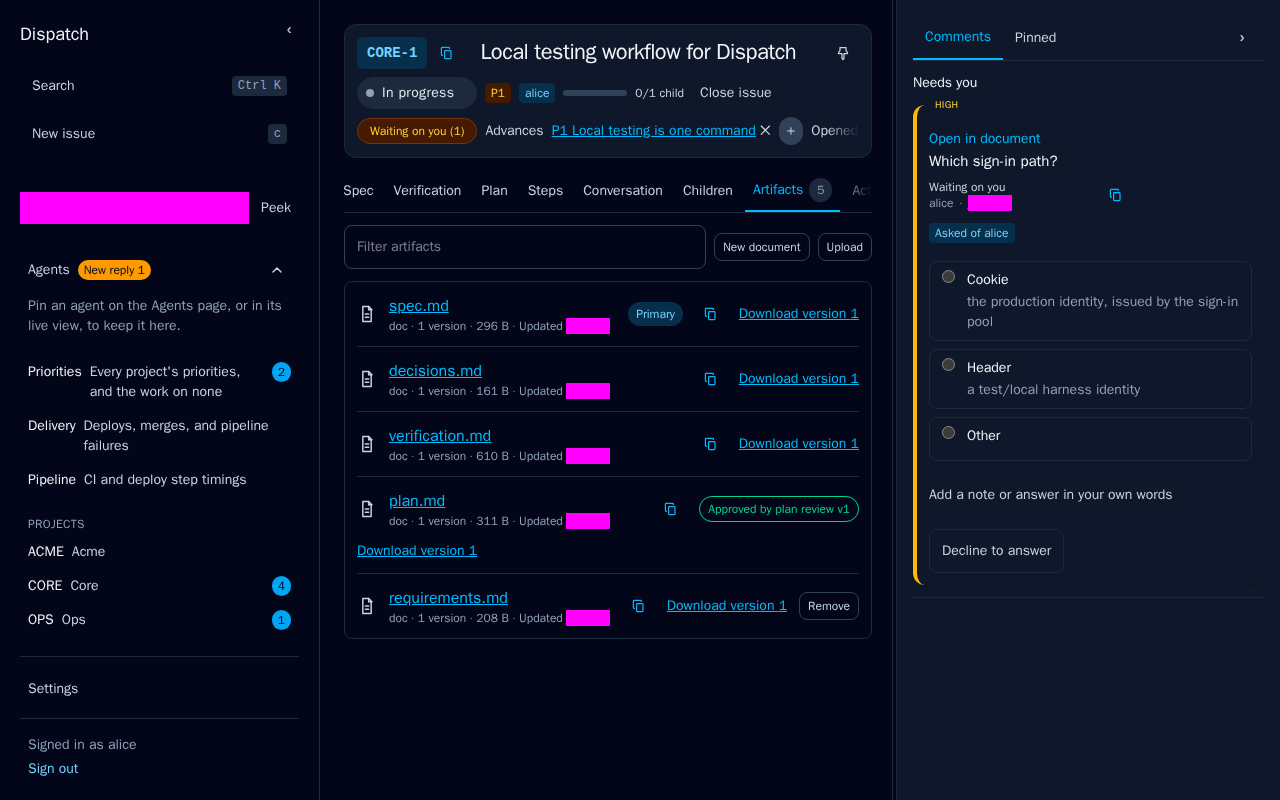 Dispatch
Search
Ctrl K
New issue
C
Peek
Agents
New reply 1
Pin an agent on the Agents page, or in its
live view, to keep it here.
Priorities
Every project's priorities,
and the work on none
2
Delivery
Deploys, merges, and pipeline
failures
Pipeline
CI and deploy step timings
PROJECTS
ACME Acme
CORE Core
4
OPS Ops
1
Settings
Signed in as alice
Sign out
CORE-1
Local testing workflow for Dispatch
In progress
P1
alice
0/1 child
Close issue
Waiting on you (1)
Advances
P1 Local testing is one command
Opened
Spec
Verification
Plan
Steps
Conversation
Children
Artifacts 5
Filter artifacts
New document
Upload
spec.md
doc · 1 version · 296 B · Updated
Primary
Download version 1
decisions.md
doc · 1 version · 161 B · Updated
Download version 1
verification.md
doc · 1 version · 610 B · Updated
Download version 1
plan.md
doc · 1 version · 311 B · Updated
Approved by plan review v1
Download version 1
requirements.md
doc · 1 version · 208 B · Updated
Download version 1
Remove
Comments
Pinned
Needs you
HIGH
Open in document
Which sign-in path?
Waiting on you
alice ·
Asked of alice
Cookie
the production identity, issued by the sign-in
pool
Header
a test/local harness identity
Other
Add a note or answer in your own words
Decline to answer